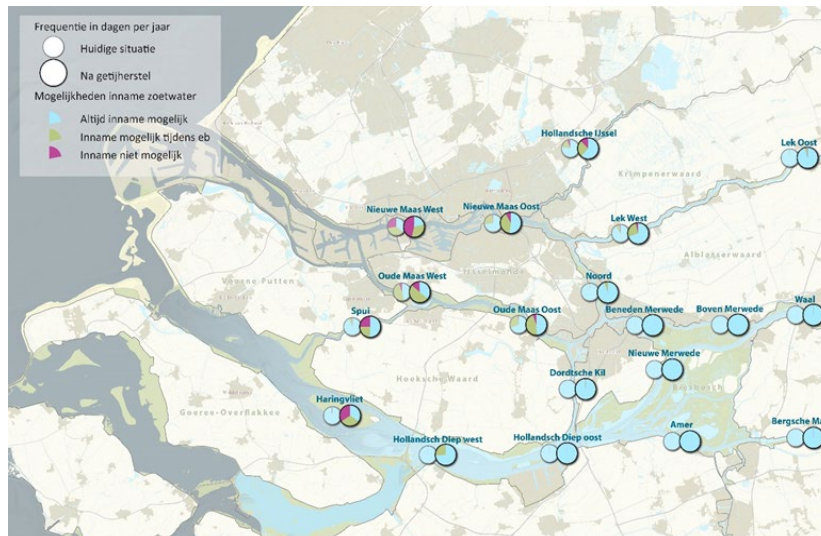 Frequentie in dagen per jaar
Huidige situatie
Na getijherstel
Mogelijkheden inname zoetwater
Altijd inname mogelijk
Inname mogelijk tijdens eb
Inname niet mogelijk
Hollandsche IJssel
Lek Oost
Krimpenerwaard
Nieuwe Maas West
Nieuwe Maas Oost
Lek West
Alblasserwaard
Voorne-Putten
Oude Maas West
IJsselmonde
Noord
Spui
Oude Maas Oost
Beneden Merwede
Boven Merwede
Waal
Nieuwe Merwede
Hoeksche Waard
Dordtsche Kil
Biesbosch
Haringvliet
Goeree-Overflakkee
Amer
Hollandsch Diep west
Hollandsch Diep oost
Bergsche Ma